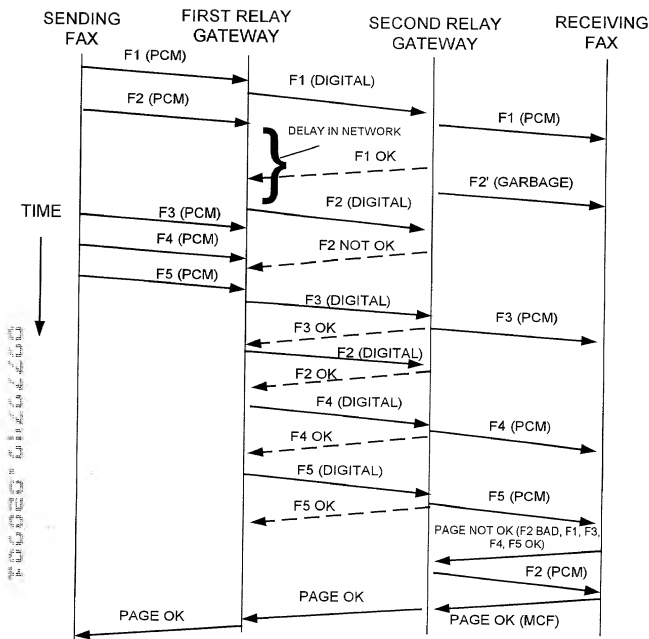 SENDING
FAX
FIRST RELAY
GATEWAY
SECOND RELAY
GATEWAY
RECEIVING
FAX
F1 (PCM)
F1 (DIGITAL)
F2 (PCM)
F1 (PCM)
DELAY IN NETWORK
F1 OK
F2' (GARBAGE)
TIME
F3 (PCM)
F2 (DIGITAL)
F4 (PCM)
F2 NOT OK
F5 (PCM)
F3 (DIGITAL)
F3 (PCM)
F3 OK
F2 (DIGITAL)
F2 OK
F4 (DIGITAL)
F4 (PCM)
F4 OK
F5 (DIGITAL)
F5 (PCM)
F5 OK
PAGE NOT OK (F2 BAD, F1, F3,
F4, F5 OK)
F2 (PCM)
PAGE OK
PAGE OK
PAGE OK (MCF)